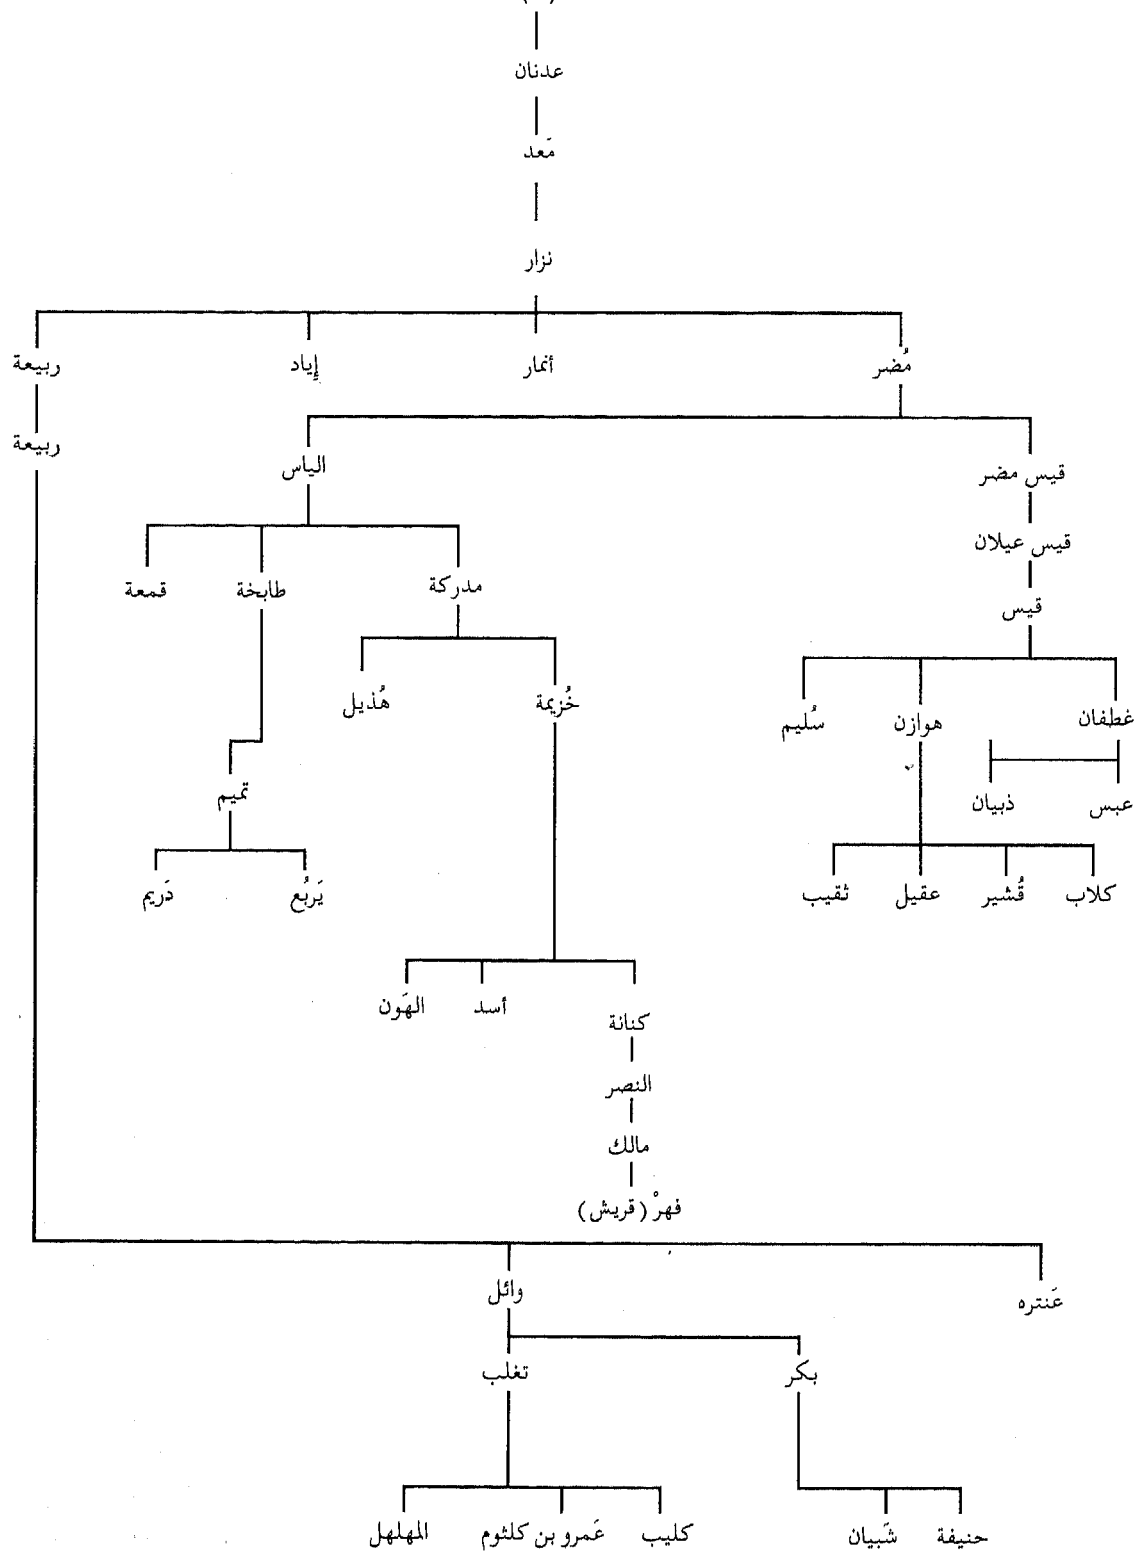 عدنان
مَعد
نزار
مُضر أنمار إياد ربيعة
ربيعة
الياس
قيس مضر
قيس عيلان
مدركة طابخة قمعة
قيس
خُزيمة هُذيل
غطفان هوازن سُليم
تميم
عبس ذبيان
كلاب قُشير عقيل ثقيب
يَربُع دَريم
كنانة أسد الهَون
النصر
مالك
فهرْ (قريش)
وائل
عَنتره
بكر تغلب
حنيفة شَبيان كليب عَمرو بن كلثوم المهلهل